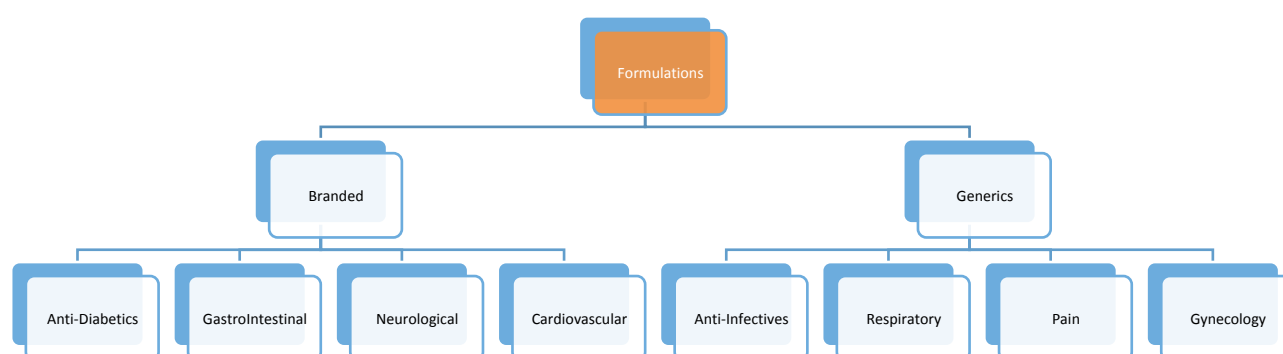 Formulations
Branded
Generics
Anti-Diabetics
GastroIntestinal
Neurological
Cardiovascular
Anti-Infectives
Respiratory
Pain
Gynecology